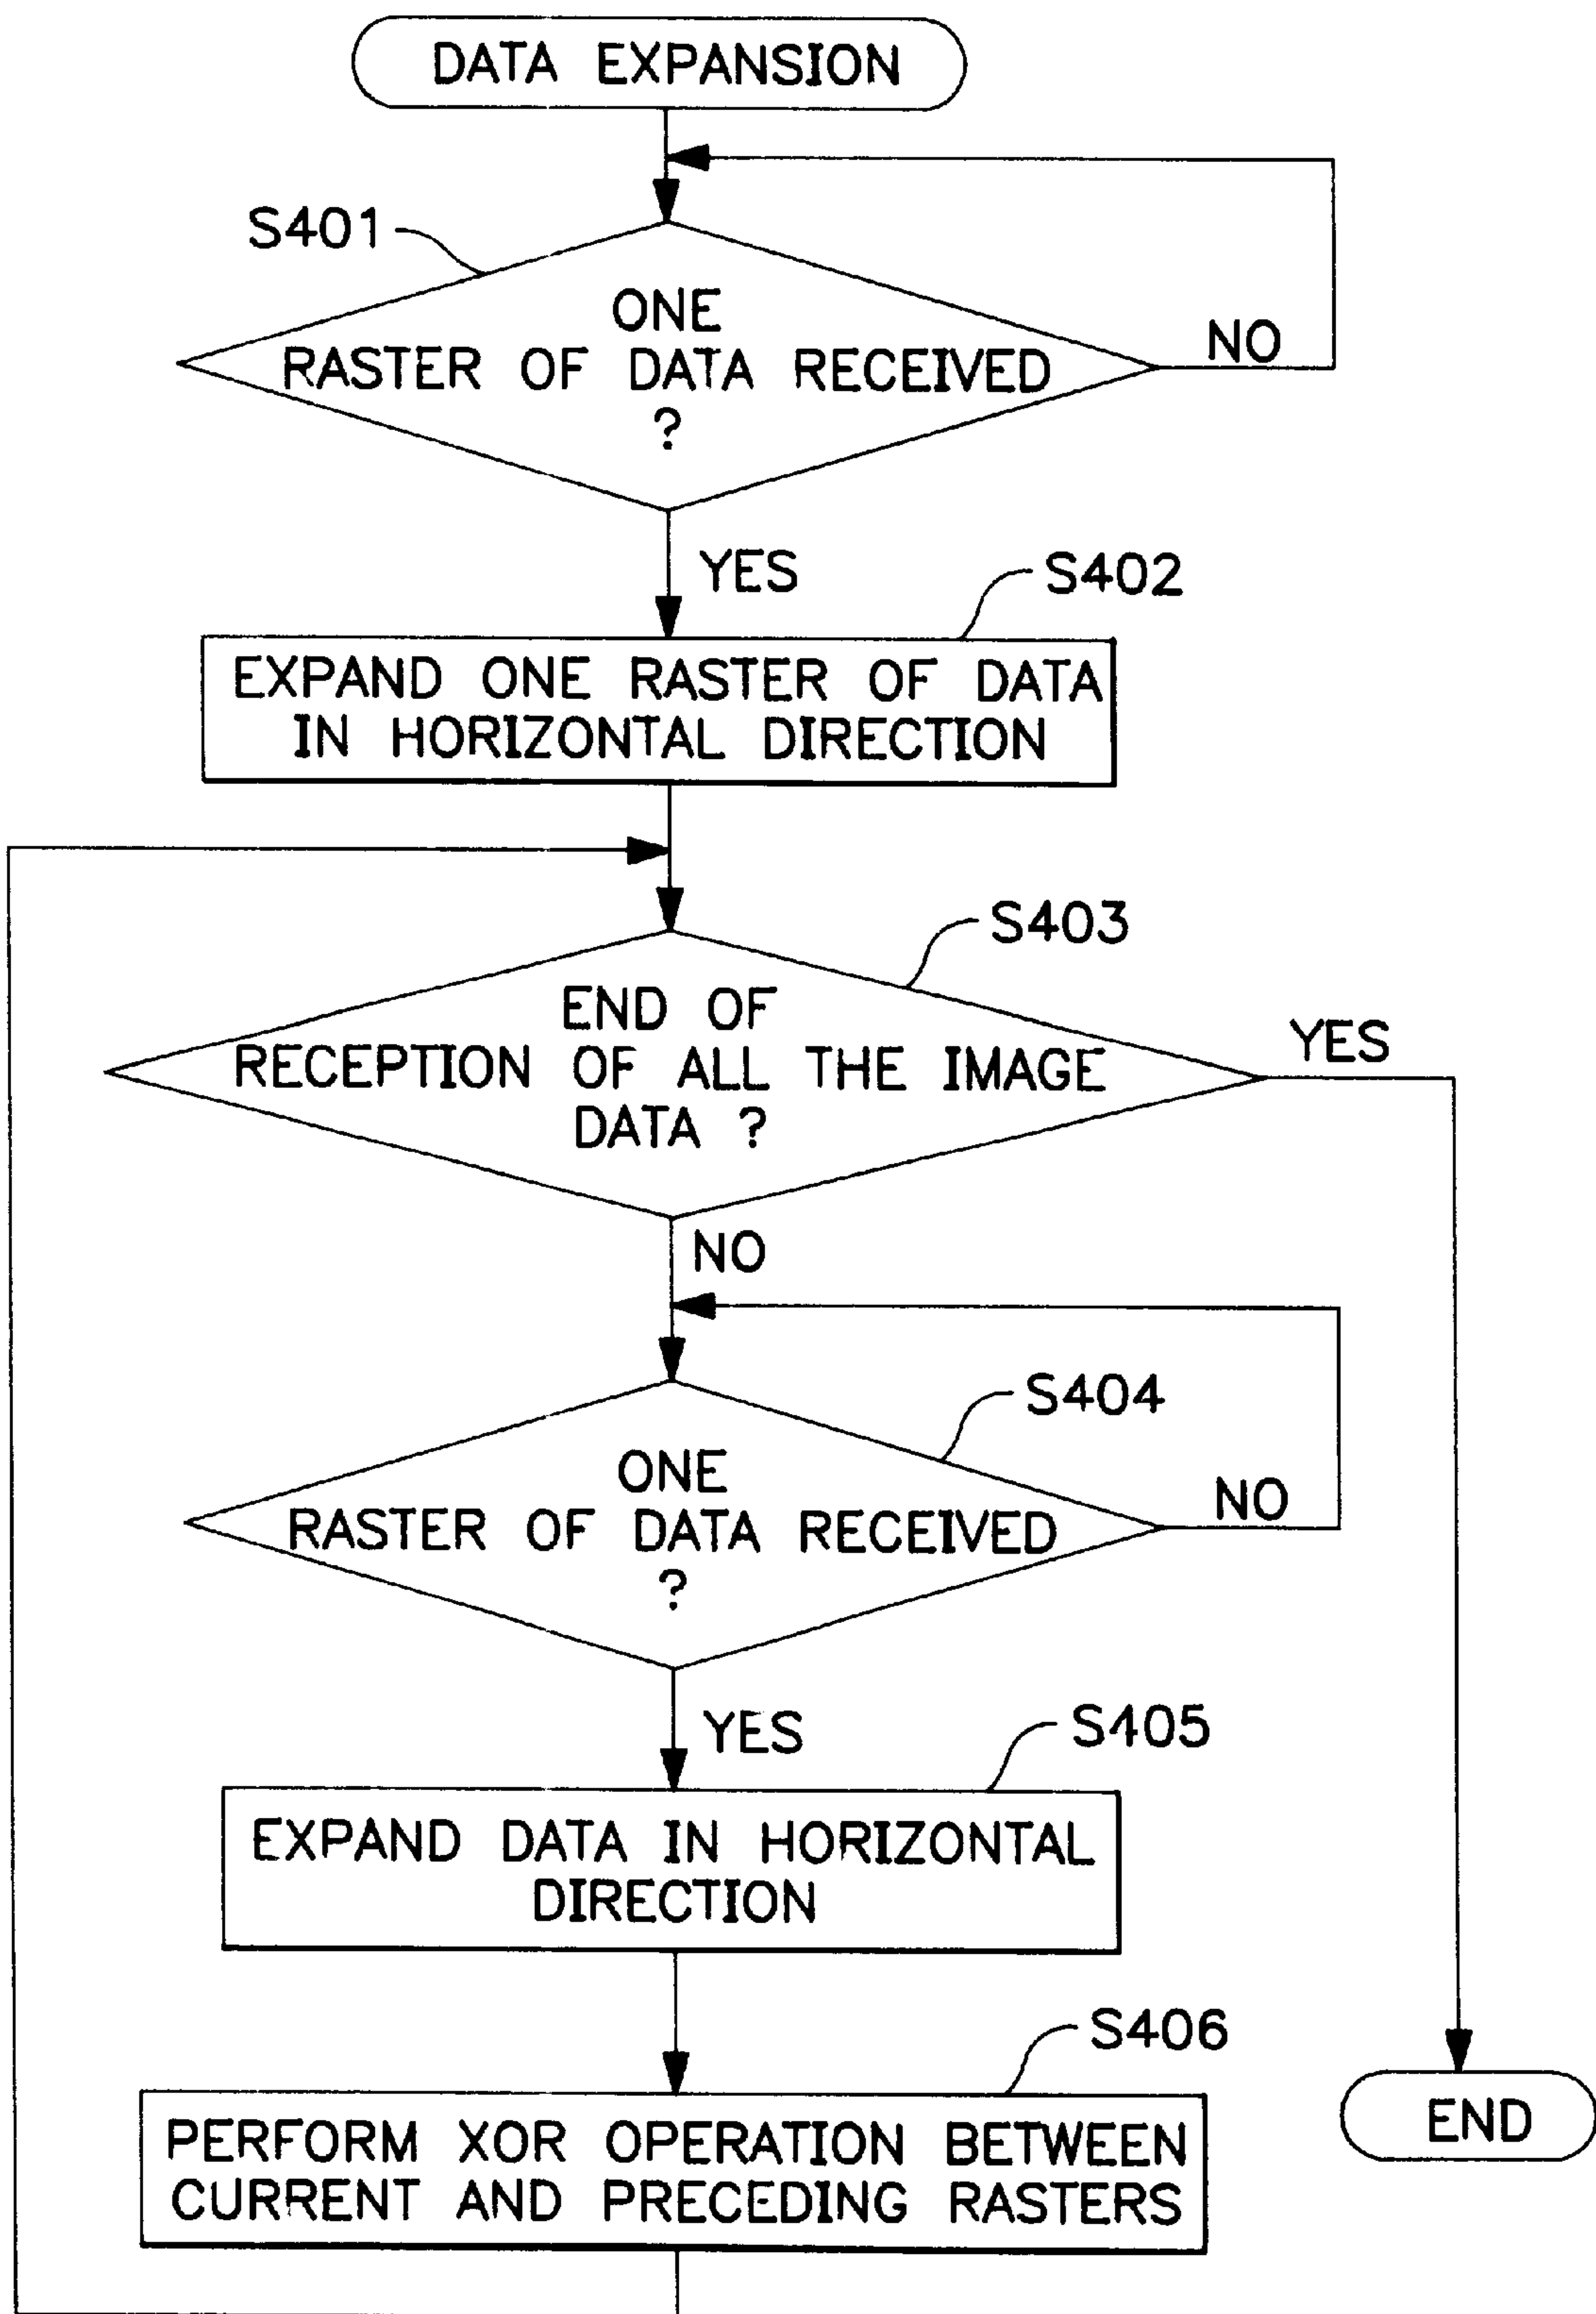 DATA EXPANSION
S401
ONE
RASTER OF DATA RECEIVED
?
NO
YES
S402
EXPAND ONE RASTER OF DATA
IN HORIZONTAL DIRECTION
S403
END OF
RECEPTION OF ALL THE IMAGE
DATA ?
YES
NO
S404
ONE
RASTER OF DATA RECEIVED
?
NO
YES
S405
EXPAND DATA IN HORIZONTAL
DIRECTION
S406
PERFORM XOR OPERATION BETWEEN
CURRENT AND PRECEDING RASTERS
END